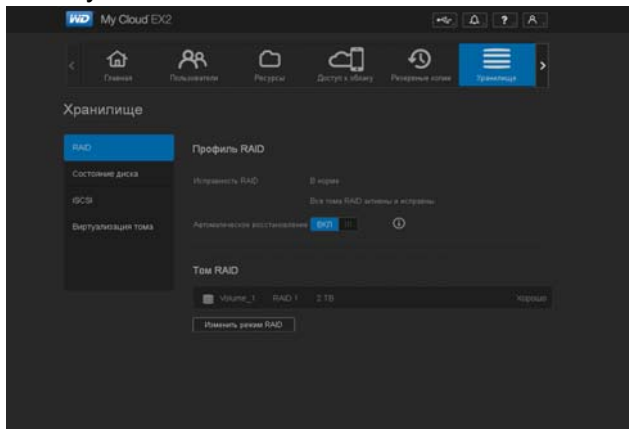 WD My Cloud EX2 ?
Главная Пользователи Ресурсы Доступ к облаку Резервные копии Хранилище
Хранилище
RAID
Профиль RAID
Состояние диска
Исправность RAID В норме
iSCSI
Все тома RAID активны и исправны.
Виртуализация тома
Автоматическое восстановление ВКЛ
Том RAID
Volume_1 RAID 1 2 TB Хорошо
Изменить режим RAID